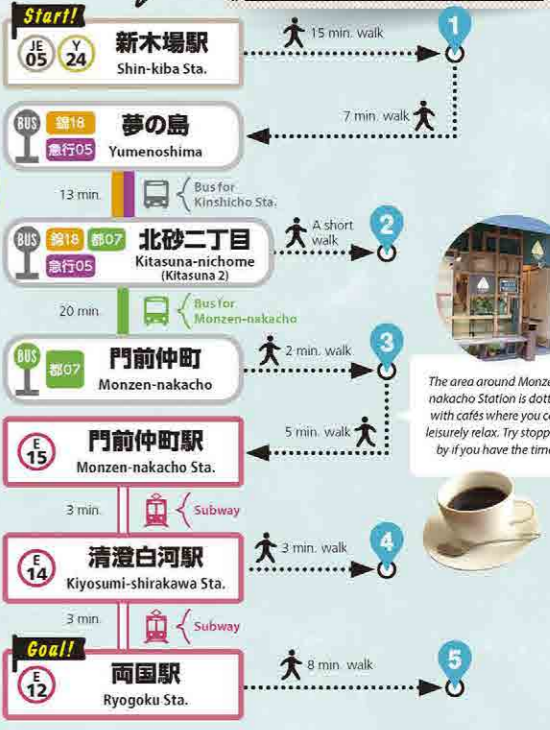 Start!
JE
05
Y
24
新木場駅
Shin-kiba Sta.
15 min. walk
1
7 min. walk
BUS
錦18
急行05
夢の島
Yumenoshima
13 min.
Bus for
Kinshicho Sta.
BUS
錦18
都07
急行05
北砂二丁目
Kitasuna-nichome
(Kitasuna 2)
A short
walk
2
20 min.
Bus for
Monzen-nakacho
BUS
都07
門前仲町
Monzen-nakacho
2 min. walk
3
The area around Monze
nakacho Station is dott
with cafés where you c
leisurely relax. Try stopp
by if you have the time
5 min. walk
E
15
門前仲町駅
Monzen-nakacho Sta.
3 min.
Subway
E
14
清澄白河駅
Kiyosumi-shirakawa Sta.
3 min. walk
4
3 min.
Subway
Goal!
E
12
両国駅
Ryogoku Sta.
8 min. walk
5